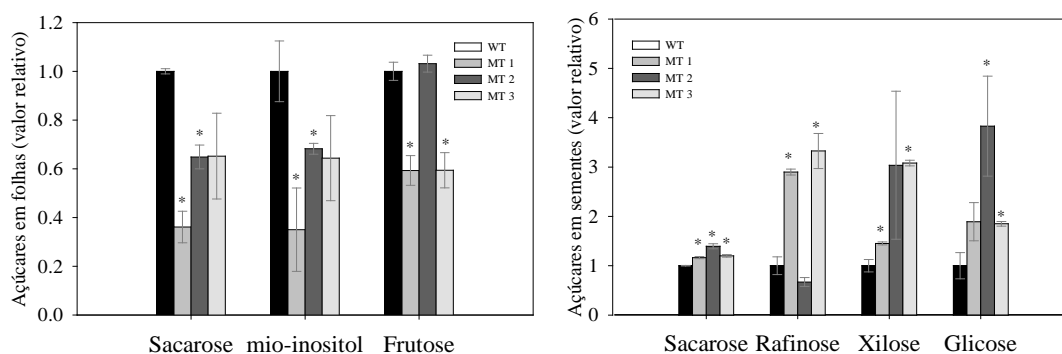 Açúcares em folhas (valor relativo)
1.2
1.0
0.8
0.6
0.4
0.2
0.0
WT
MT 1
MT 2
MT 3
*
*
*
*
*
*
Sacarose mio-inositol Frutose
Açúcares em sementes (valor relativo)
6
5
4
3
2
1
0
WT
MT 1
MT 2
MT 3
*
*
*
*
*
*
*
*
*
Sacarose Rafinose Xilose Glicose